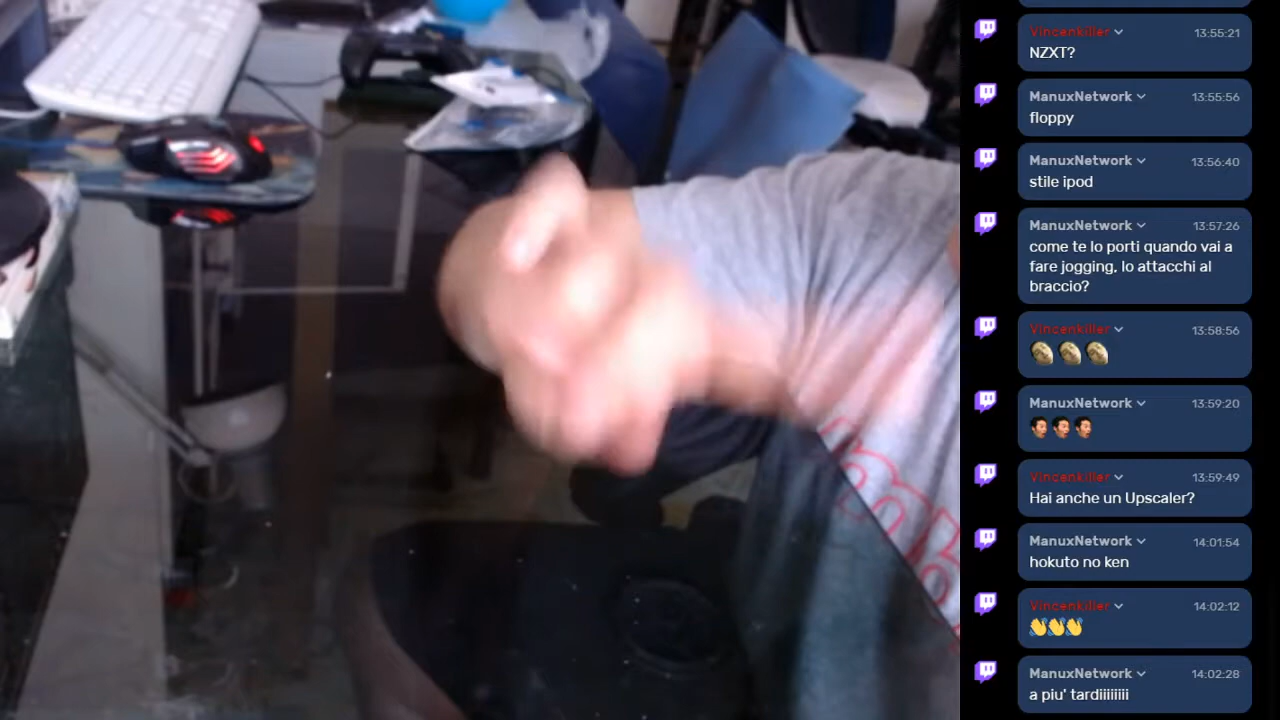 Vincenkiller 13:55:21
NZXT?
ManuxNetwork 13:55:56
floppy
ManuxNetwork 13:56:40
stile ipod
ManuxNetwork 13:57:26
come te lo porti quando vai a
fare jogging, lo attacchi al
braccio?
Vincenkiller 13:58:56
ManuxNetwork 13:59:20
Vincenkiller 13:59:49
Hai anche un Upscaler?
ManuxNetwork 14:01:54
hokuto no ken
Vincenkiller 14:02:12
ManuxNetwork 14:02:28
a piu' tardiiiiiiii